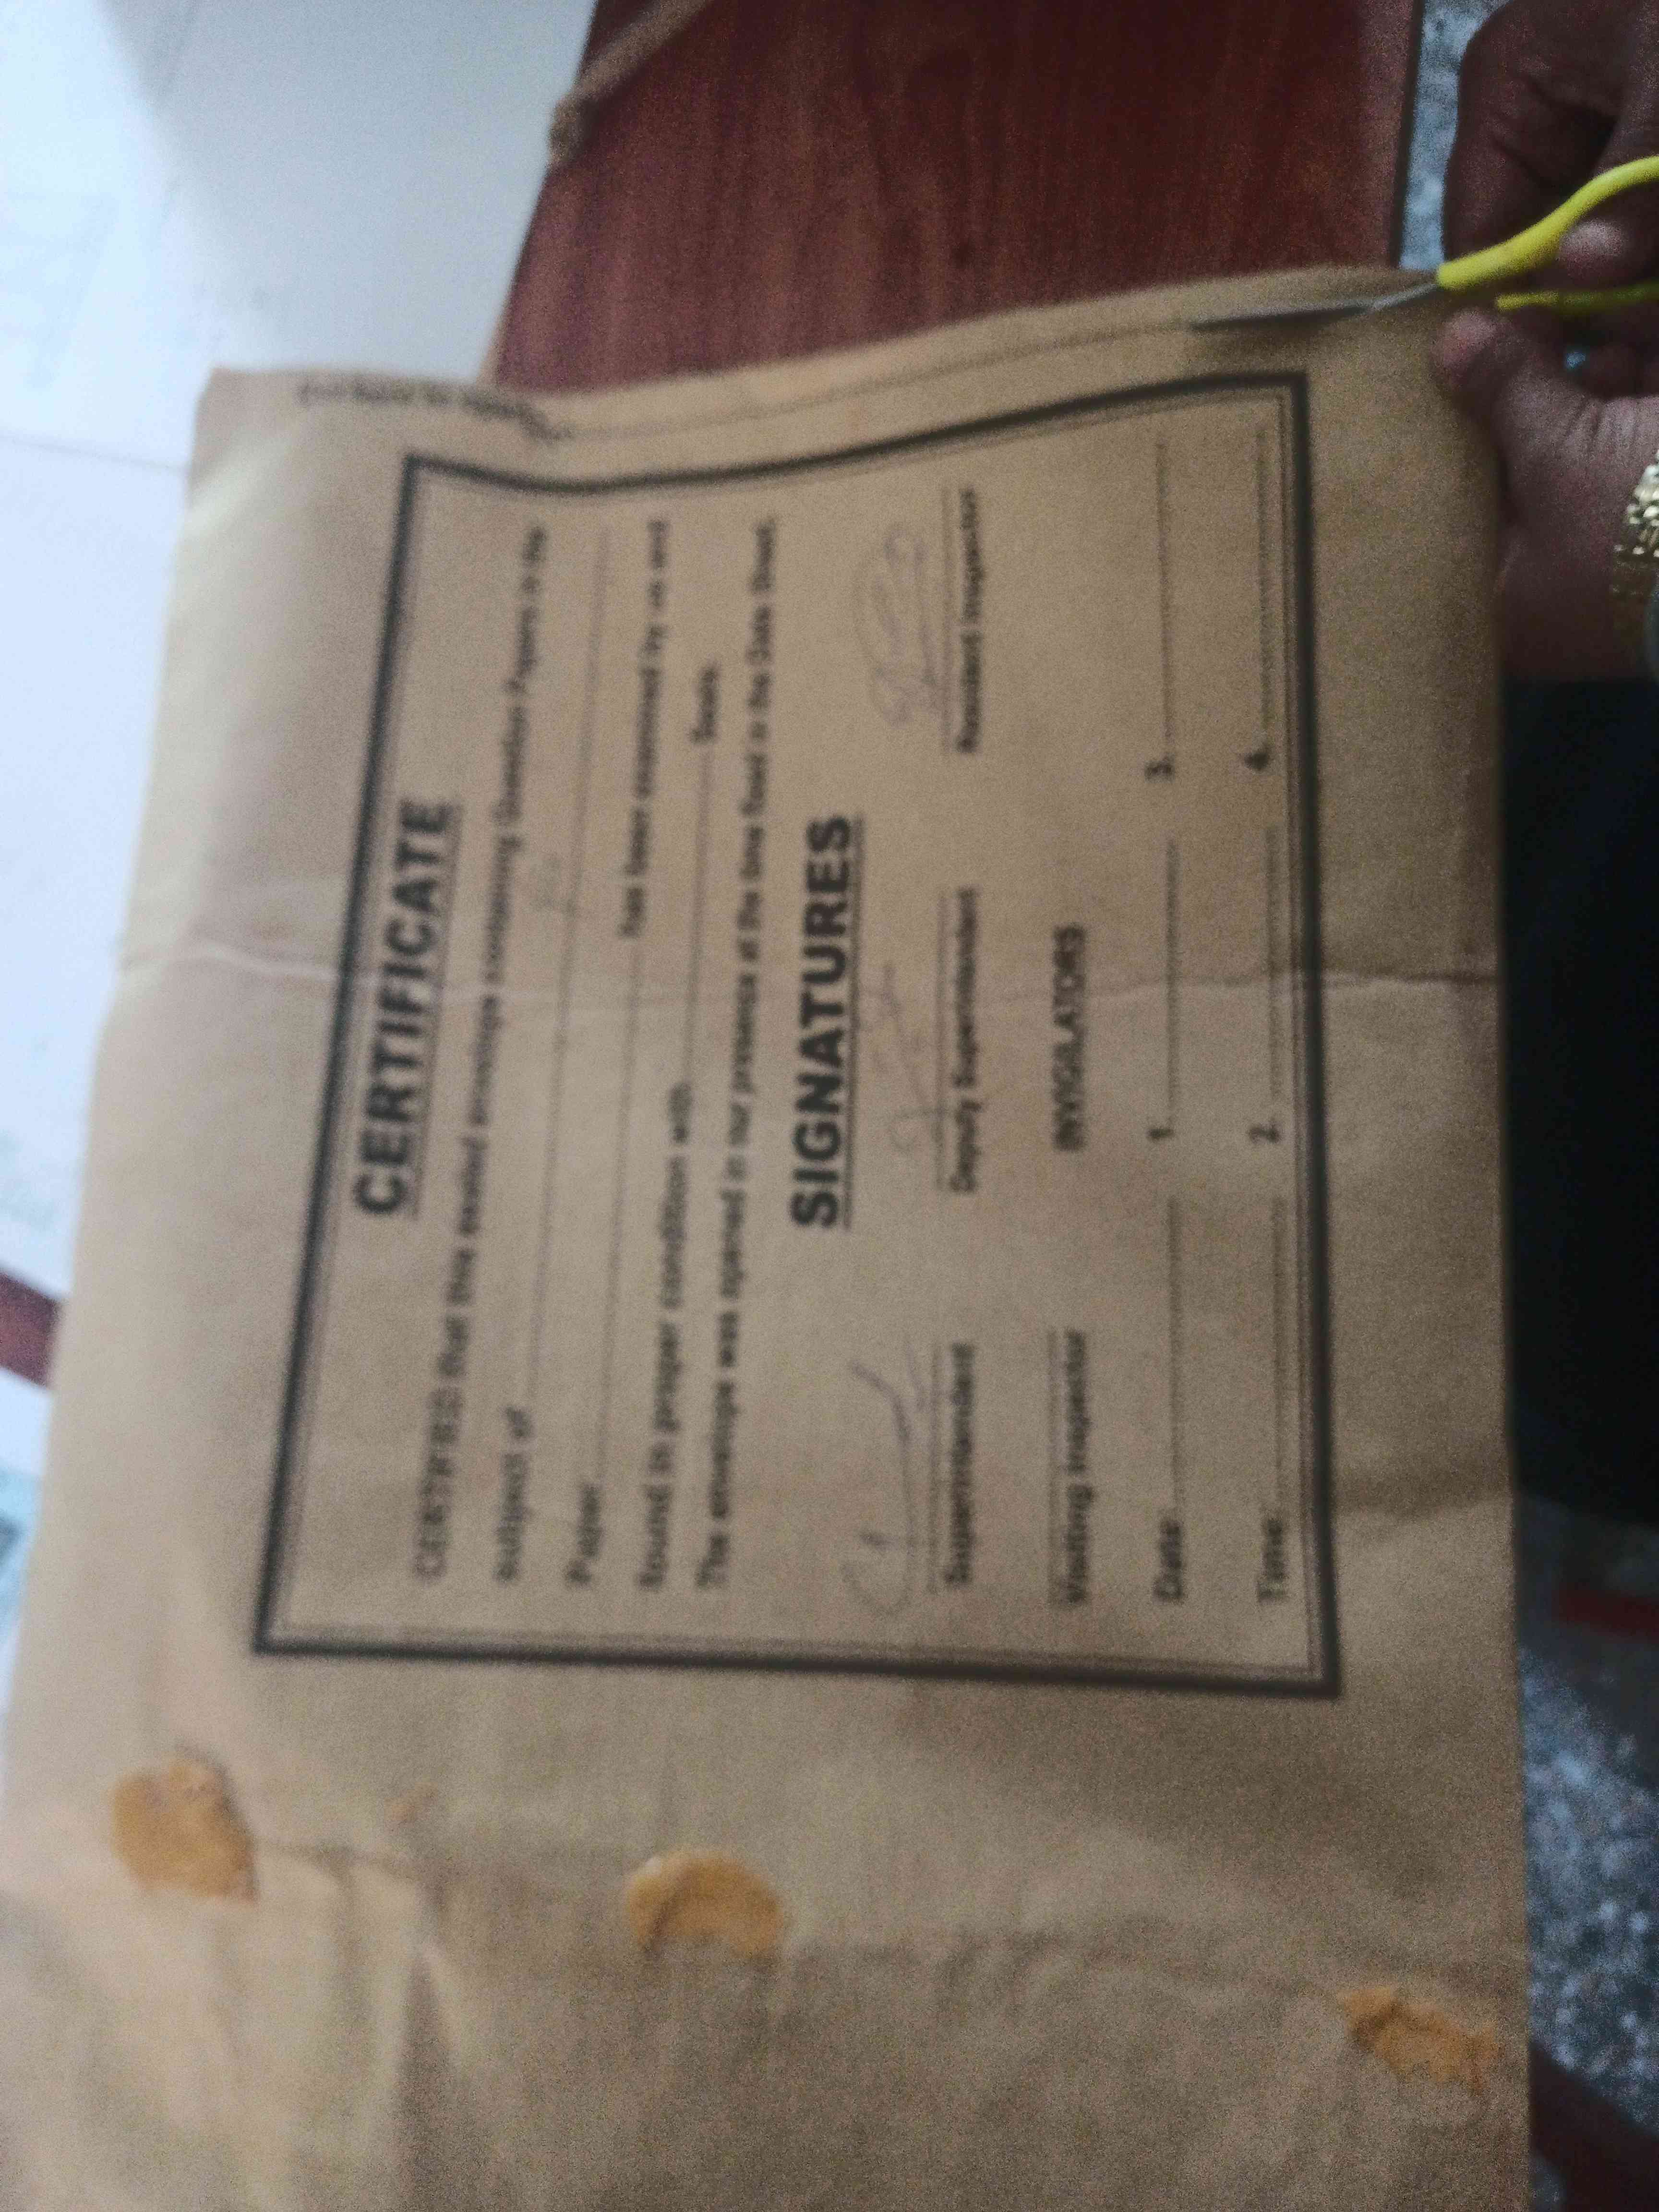 CERTIFICATE
CERTIFIED that this sealed envelope containing Question Papers in the
subject of
Paper has been examined by us and
found in proper condition with Seals.
The envelope was opened in our presence at the time fixed in the Date Sheet.
SIGNATURES
Superintendent Deputy Superintendent Resident Inspector
Visiting Inspector INVIGILATORS
Date 1. 3.
Time 2. 4.